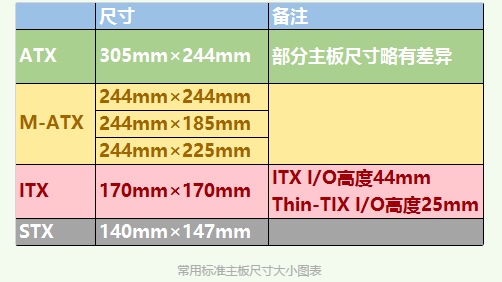 尺寸 备注
ATX 305mm×244mm 部分主板尺寸略有差异
244mm×244mm
M-ATX 244mm×185mm
244mm×225mm
ITX 170mm×170mm ITX I/O高度44mm
Thin-TIX I/O高度25mm
STX 140mm×147mm
常用标准主板尺寸大小图表